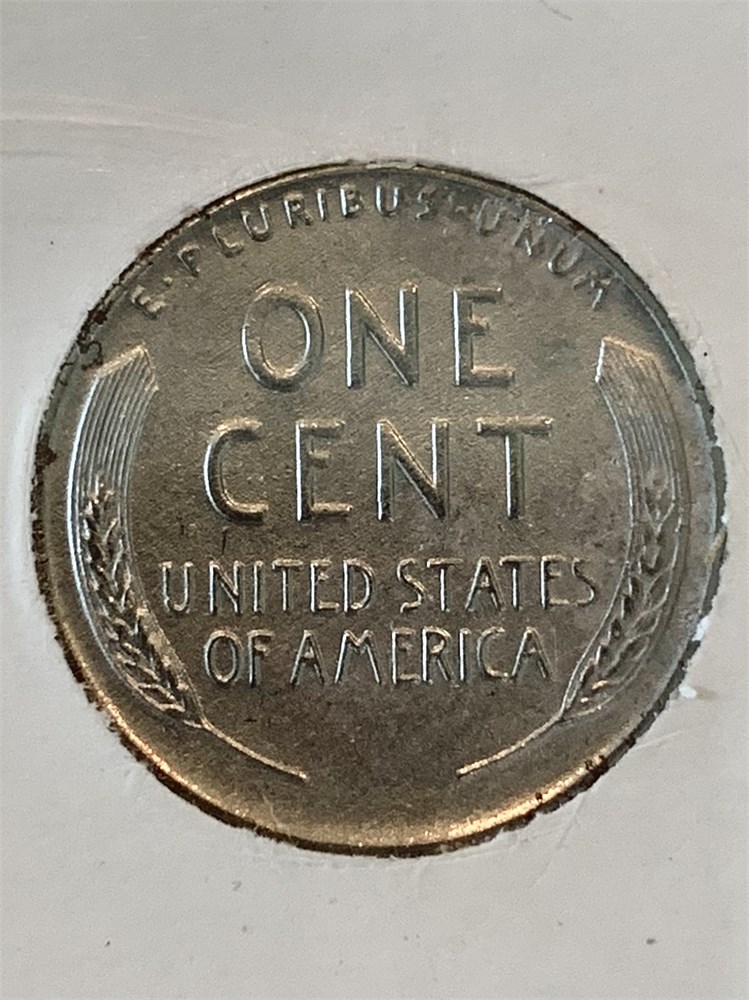 E·PLURIBUS·UNUM
ONE
CENT
UNITED STATES
OF AMERICA